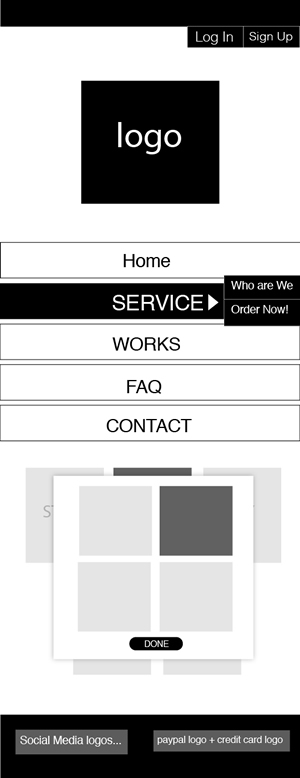 Log In
Sign Up
logo
Home
SERVICE
Who are We
Order Now!
WORKS
FAQ
CONTACT
DONE
Social Media logos...
paypal logo + credit card logo